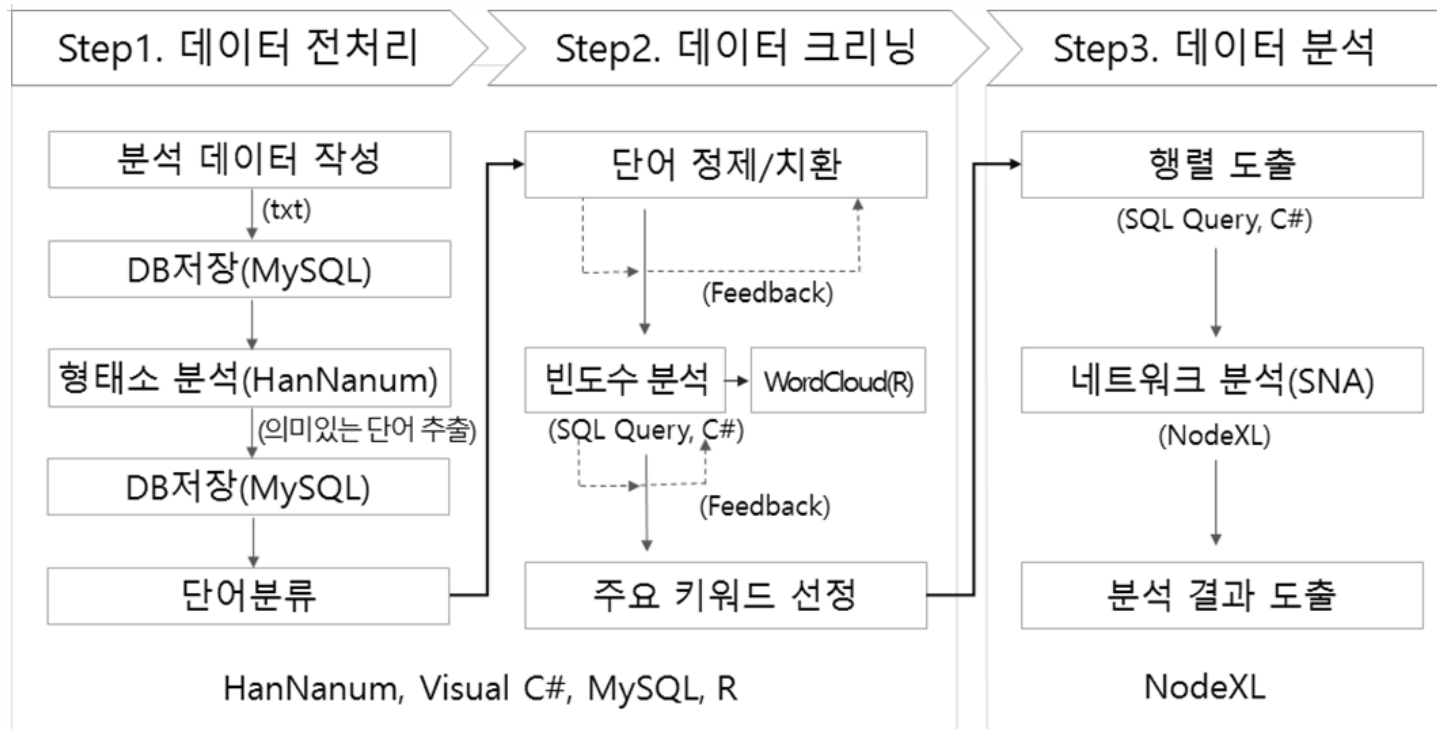 Step1. 데이터 전처리
Step2. 데이터 크리닝
Step3. 데이터 분석
분석 데이터 작성
(txt)
DB저장(MySQL)
형태소 분석(HanNanum)
(의미있는 단어 추출)
DB저장(MySQL)
단어분류
단어 정제/치환
(Feedback)
빈도수 분석
WordCloud(R)
(SQL Query, C#)
(Feedback)
주요 키워드 선정
HanNanum, Visual C#, MySQL, R
행렬 도출
(SQL Query, C#)
네트워크 분석(SNA)
(NodeXL)
분석 결과 도출
NodeXL